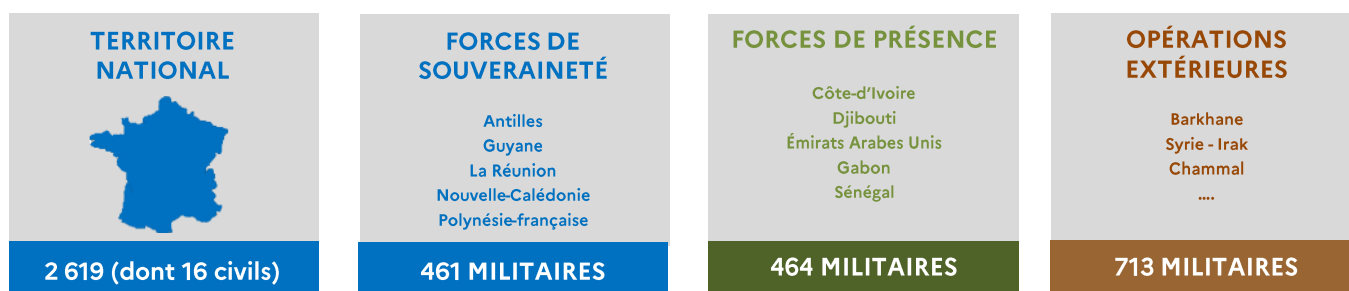 TERRITOIRE
NATIONAL
2 619 (dont 16 civils)
FORCES DE
SOUVERAINETÉ
Antilles
Guyane
La Réunion
Nouvelle-Calédonie
Polynésie-française
461 MILITAIRES
FORCES DE PRÉSENCE
Côte-d'Ivoire
Djibouti
Émirats Arabes Unis
Gabon
Sénégal
464 MILITAIRES
OPÉRATIONS
EXTÉRIEURES
Barkhane
Syrie - Irak
Chammal
....
713 MILITAIRES